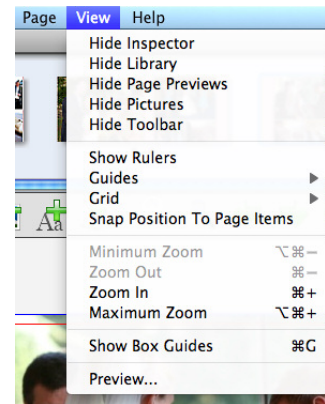 Page View Help
Hide Inspector
Hide Library
Hide Page Previews
Hide Pictures
Hide Toolbar
Show Rulers
Guides
Grid
Snap Position To Page Items
Minimum Zoom ⌥⌘−
Zoom Out ⌘−
Zoom In ⌘+
Maximum Zoom ⌥⌘+
Show Box Guides ⌘G
Preview...
Aa